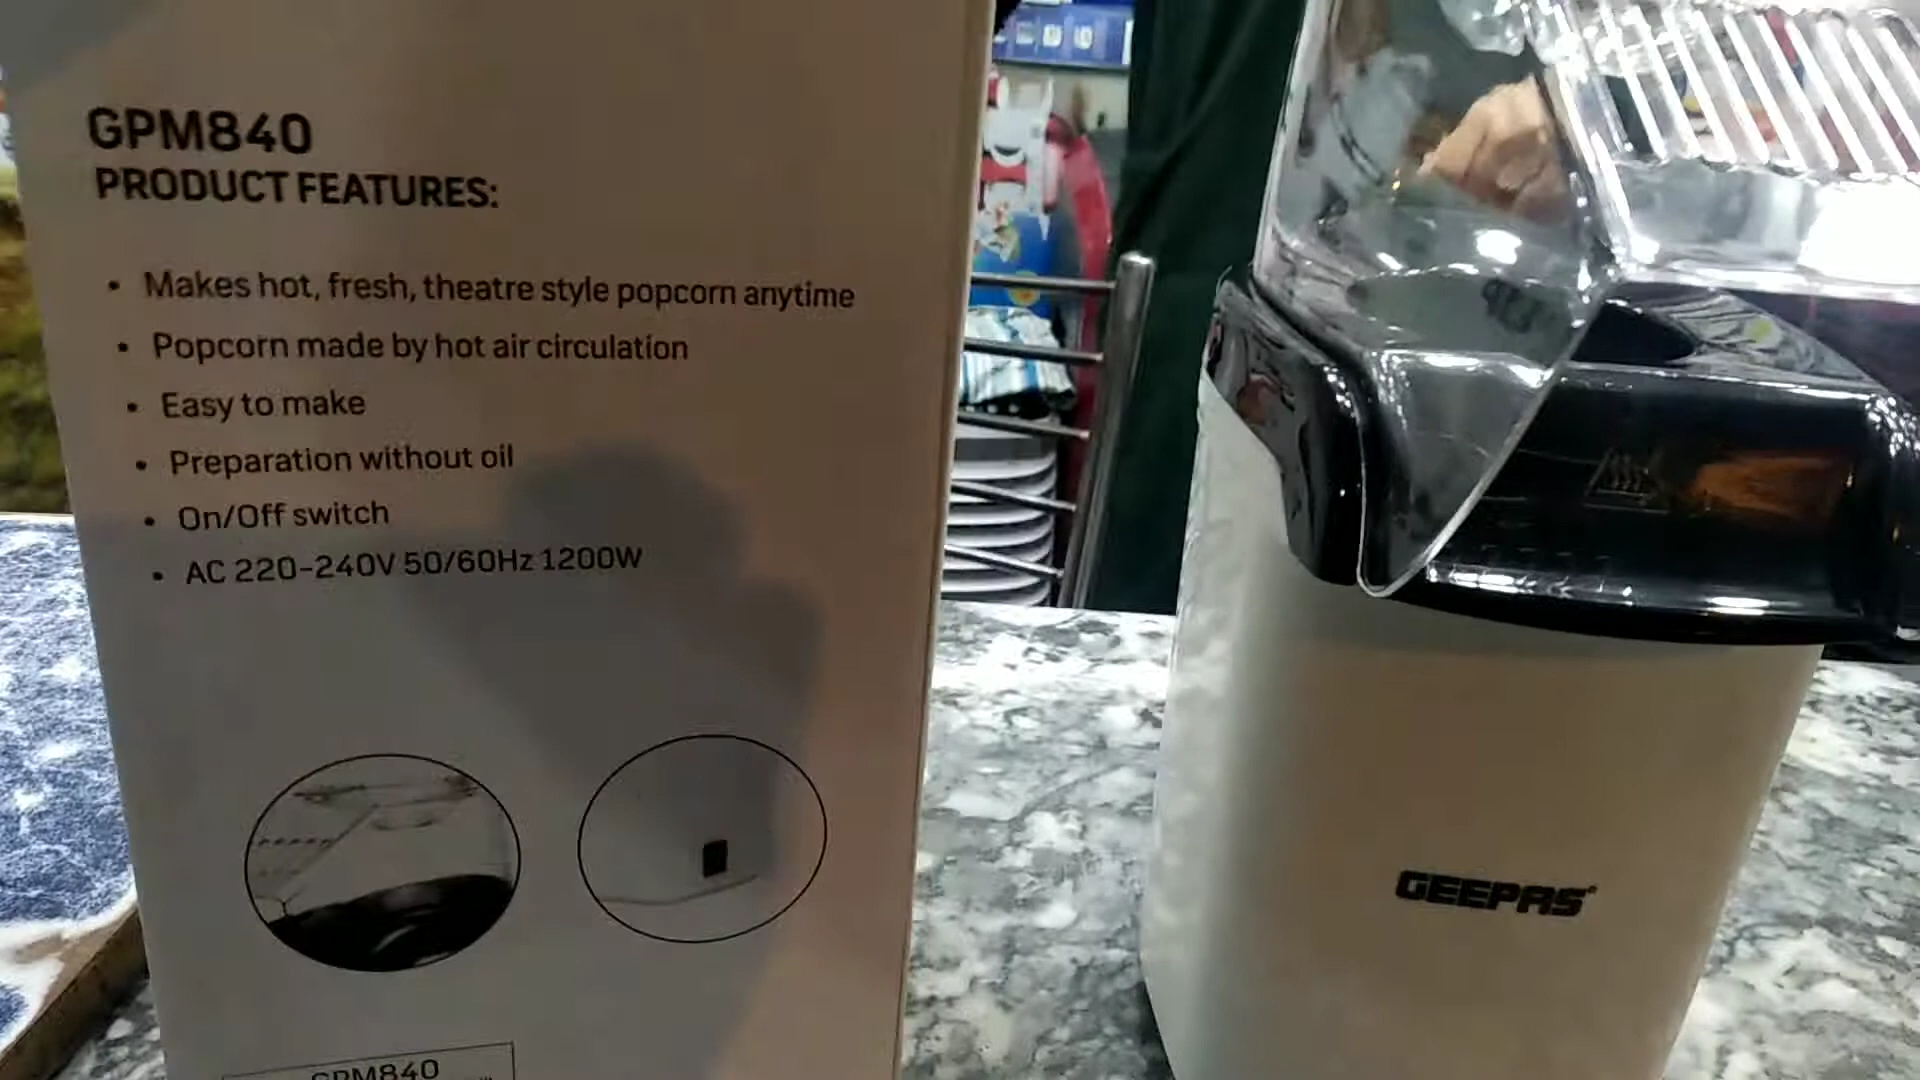 GPM840
PRODUCT FEATURES:
• Makes hot, fresh, theatre style popcorn anytime
• Popcorn made by hot air circulation
• Easy to make
• Preparation without oil
• On/Off switch
• AC 220-240V 50/60Hz 1200W
GPM840
GEEPAS